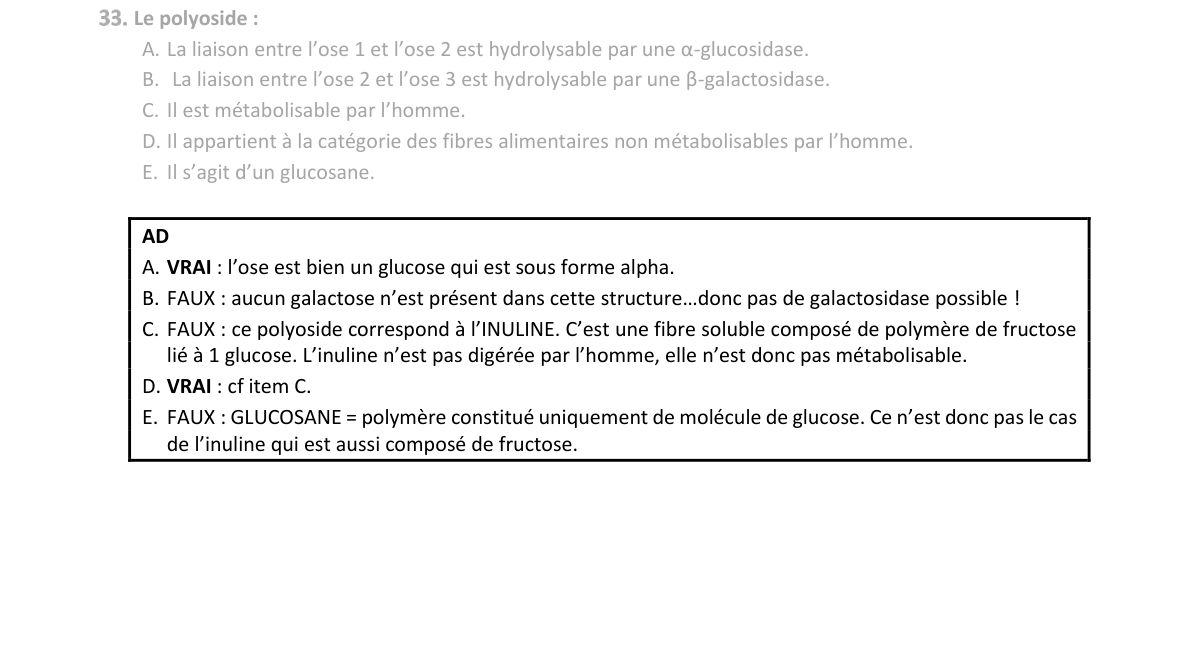 33. Le polyoside :
A. La liaison entre l’ose 1 et l’ose 2 est hydrolysable par une α-glucosidase.
B. La liaison entre l’ose 2 et l’ose 3 est hydrolysable par une β-galactosidase.
C. Il est métabolisable par l’homme.
D. Il appartient à la catégorie des fibres alimentaires non métabolisables par l’homme.
E. Il s’agit d’un glucosane.
AD
A. VRAI : l’ose est bien un glucose qui est sous forme alpha.
B. FAUX : aucun galactose n’est présent dans cette structure…donc pas de galactosidase possible !
C. FAUX : ce polyoside correspond à l’INULINE. C’est une fibre soluble composé de polymère de fructose
lié à 1 glucose. L’inuline n’est pas digérée par l’homme, elle n’est donc pas métabolisable.
D. VRAI : cf item C.
E. FAUX : GLUCOSANE = polymère constitué uniquement de molécule de glucose. Ce n’est donc pas le cas
de l’inuline qui est aussi composé de fructose.